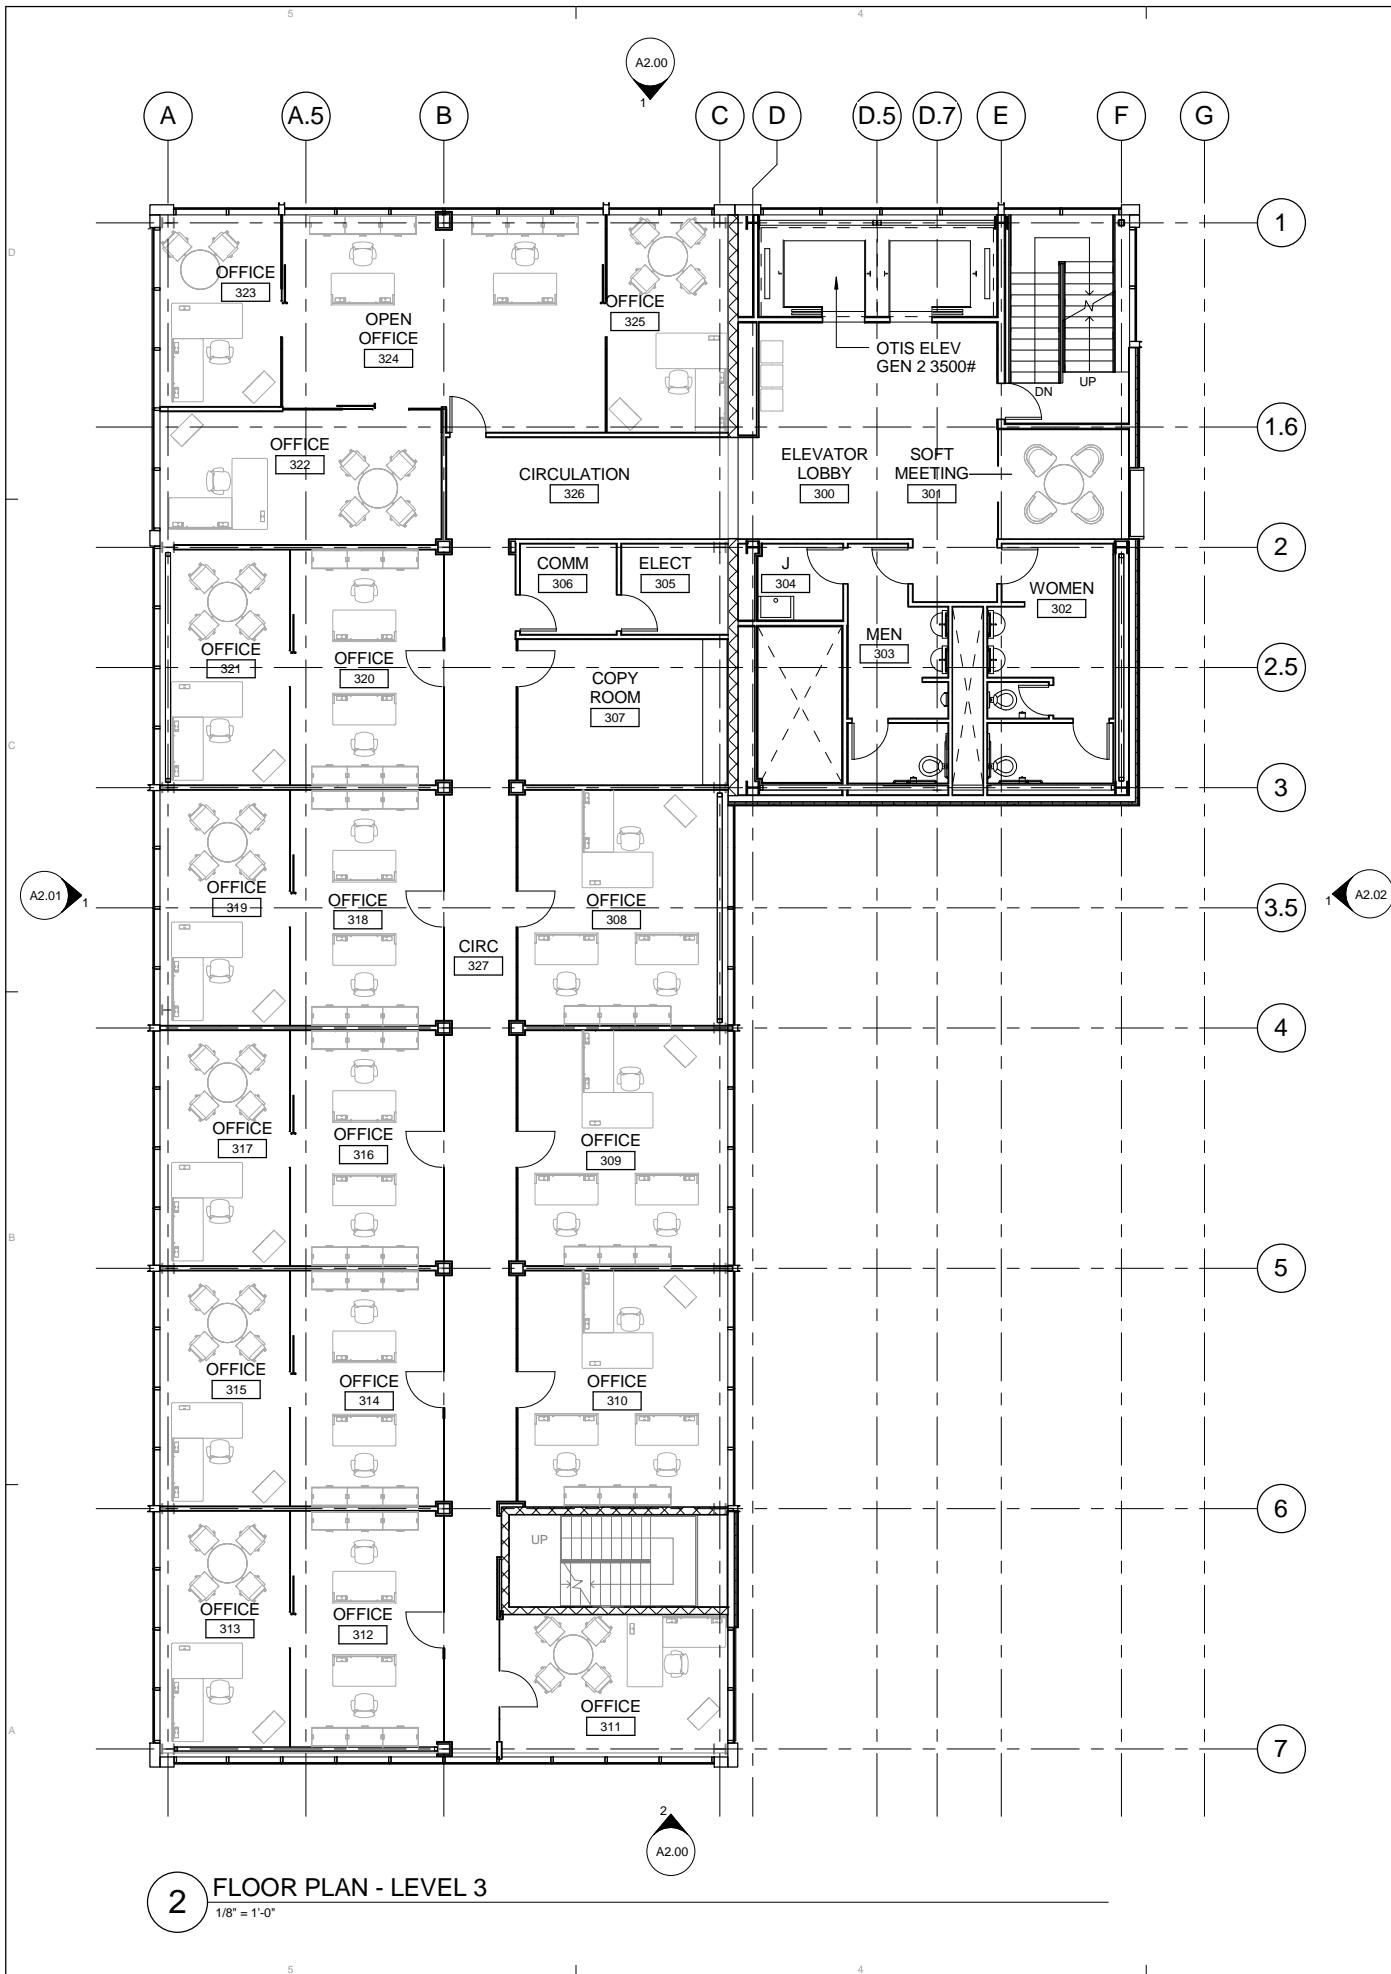 5
4
A2.00
1
A
A.5
B
C
D
D.5
D.7
E
F
G
1
D
OFFICE
323
OPEN
OFFICE
324
OFFICE
325
OTIS ELEV
GEN 2 3500#
DN
UP
1.6
OFFICE
322
CIRCULATION
326
ELEVATOR
LOBBY
300
SOFT
MEETING
301
2
COMM
306
ELECT
305
J
304
WOMEN
302
MEN
303
OFFICE
321
OFFICE
320
2.5
COPY
ROOM
307
C
3
A2.01
1
OFFICE
319
OFFICE
318
OFFICE
308
3.5
1
A2.02
CIRC
327
4
OFFICE
317
OFFICE
316
OFFICE
309
B
5
OFFICE
315
OFFICE
314
OFFICE
310
6
UP
OFFICE
313
OFFICE
312
OFFICE
311
A
7
2
A2.00
2
FLOOR PLAN - LEVEL 3
1/8" = 1'-0"
5
4